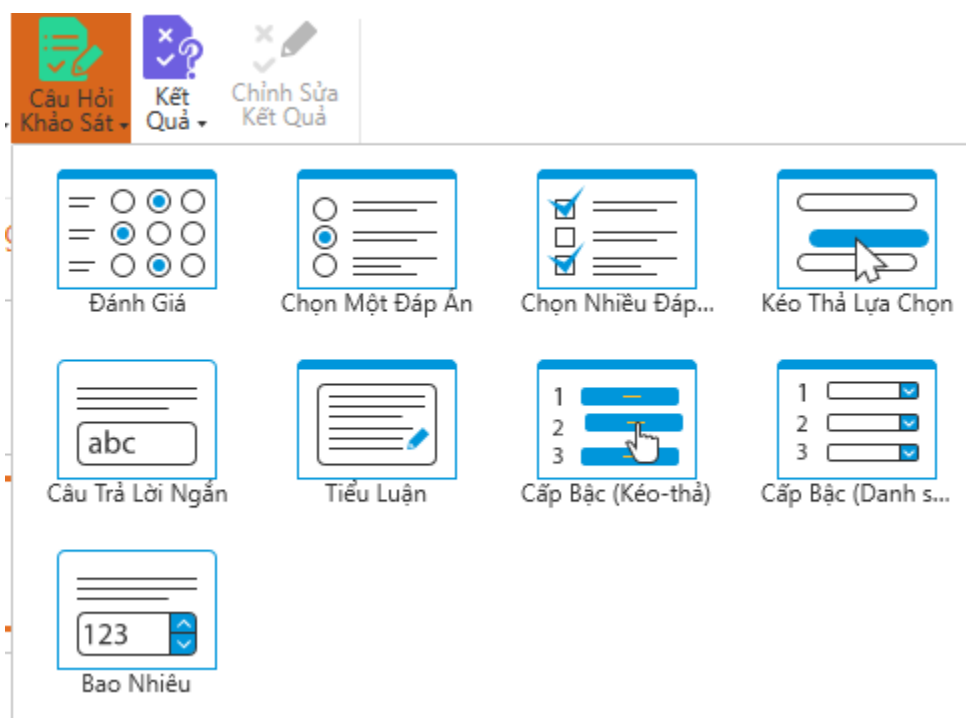 Câu Hỏi
Khảo Sát
Kết
Quả
Chỉnh Sửa
Kết Quả
Đánh Giá
Chọn Một Đáp Án
Chọn Nhiều Đáp...
Kéo Thả Lựa Chọn
abc
Câu Trả Lời Ngắn
Tiểu Luận
1
2
3
Cấp Bậc (Kéo-thả)
1
2
3
Cấp Bậc (Danh s...
123
Bao Nhiêu